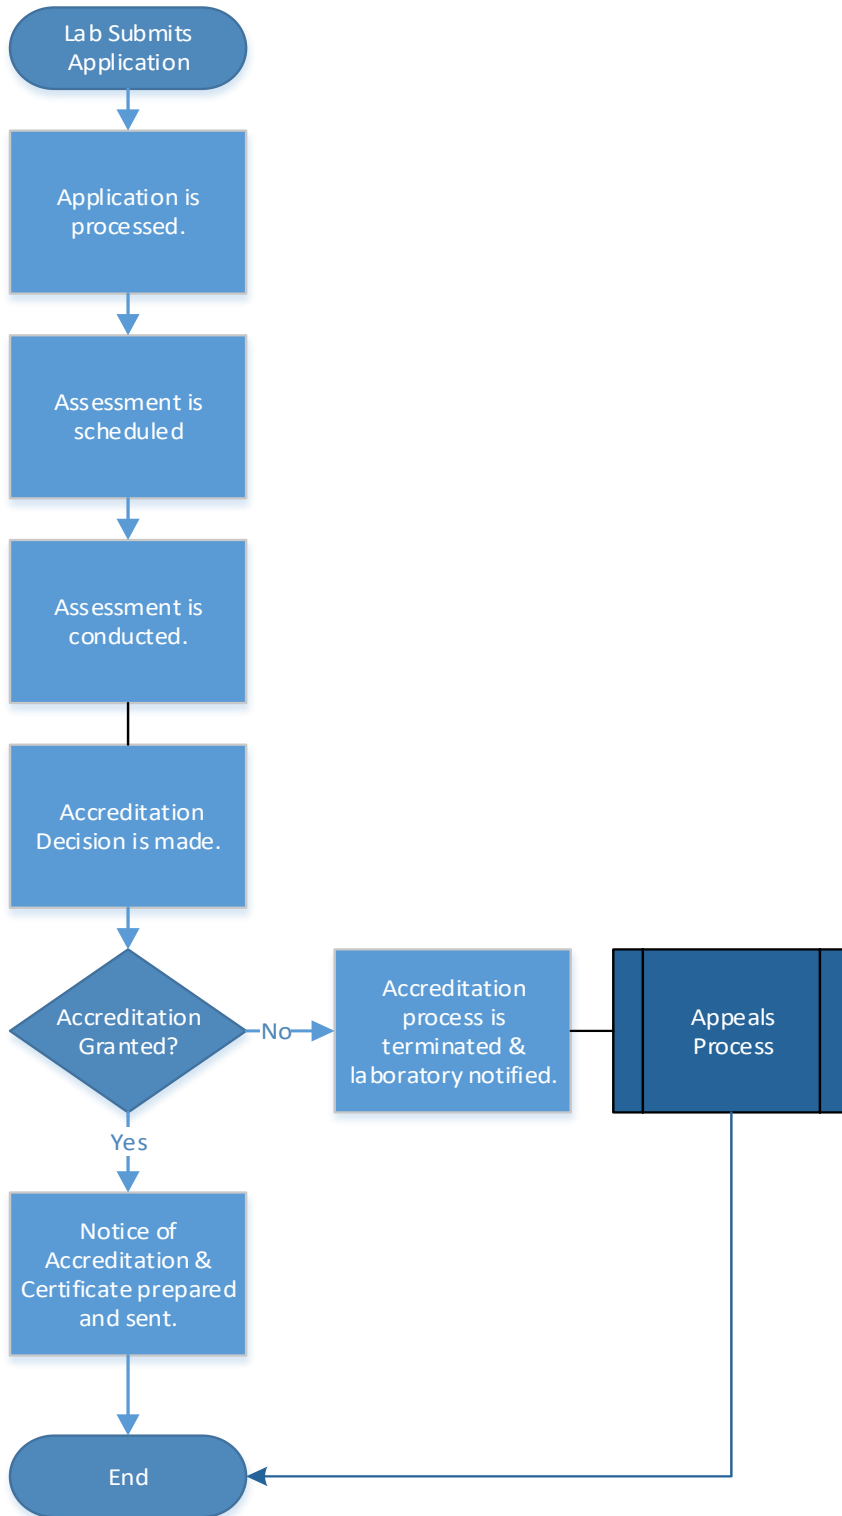 Lab Submits
Application
Application is
processed.
Assessment is
scheduled
Assessment is
conducted.
Accreditation
Decision is made.
Accreditation
Granted?
No
Accreditation
process is
terminated &
laboratory notified.
Appeals
Process
Yes
Notice of
Accreditation &
Certificate prepared
and sent.
End